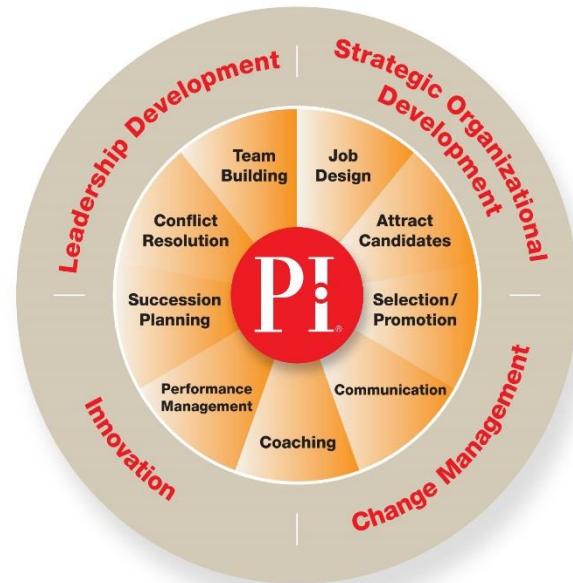 Leadership Development
Strategic Organizational
Development
Change Management
Innovation
Job
Design
Attract
Candidates
Selection/
Promotion
Communication
Coaching
Performance
Management
Succession
Planning
Conflict
Resolution
Team
Building
PI®